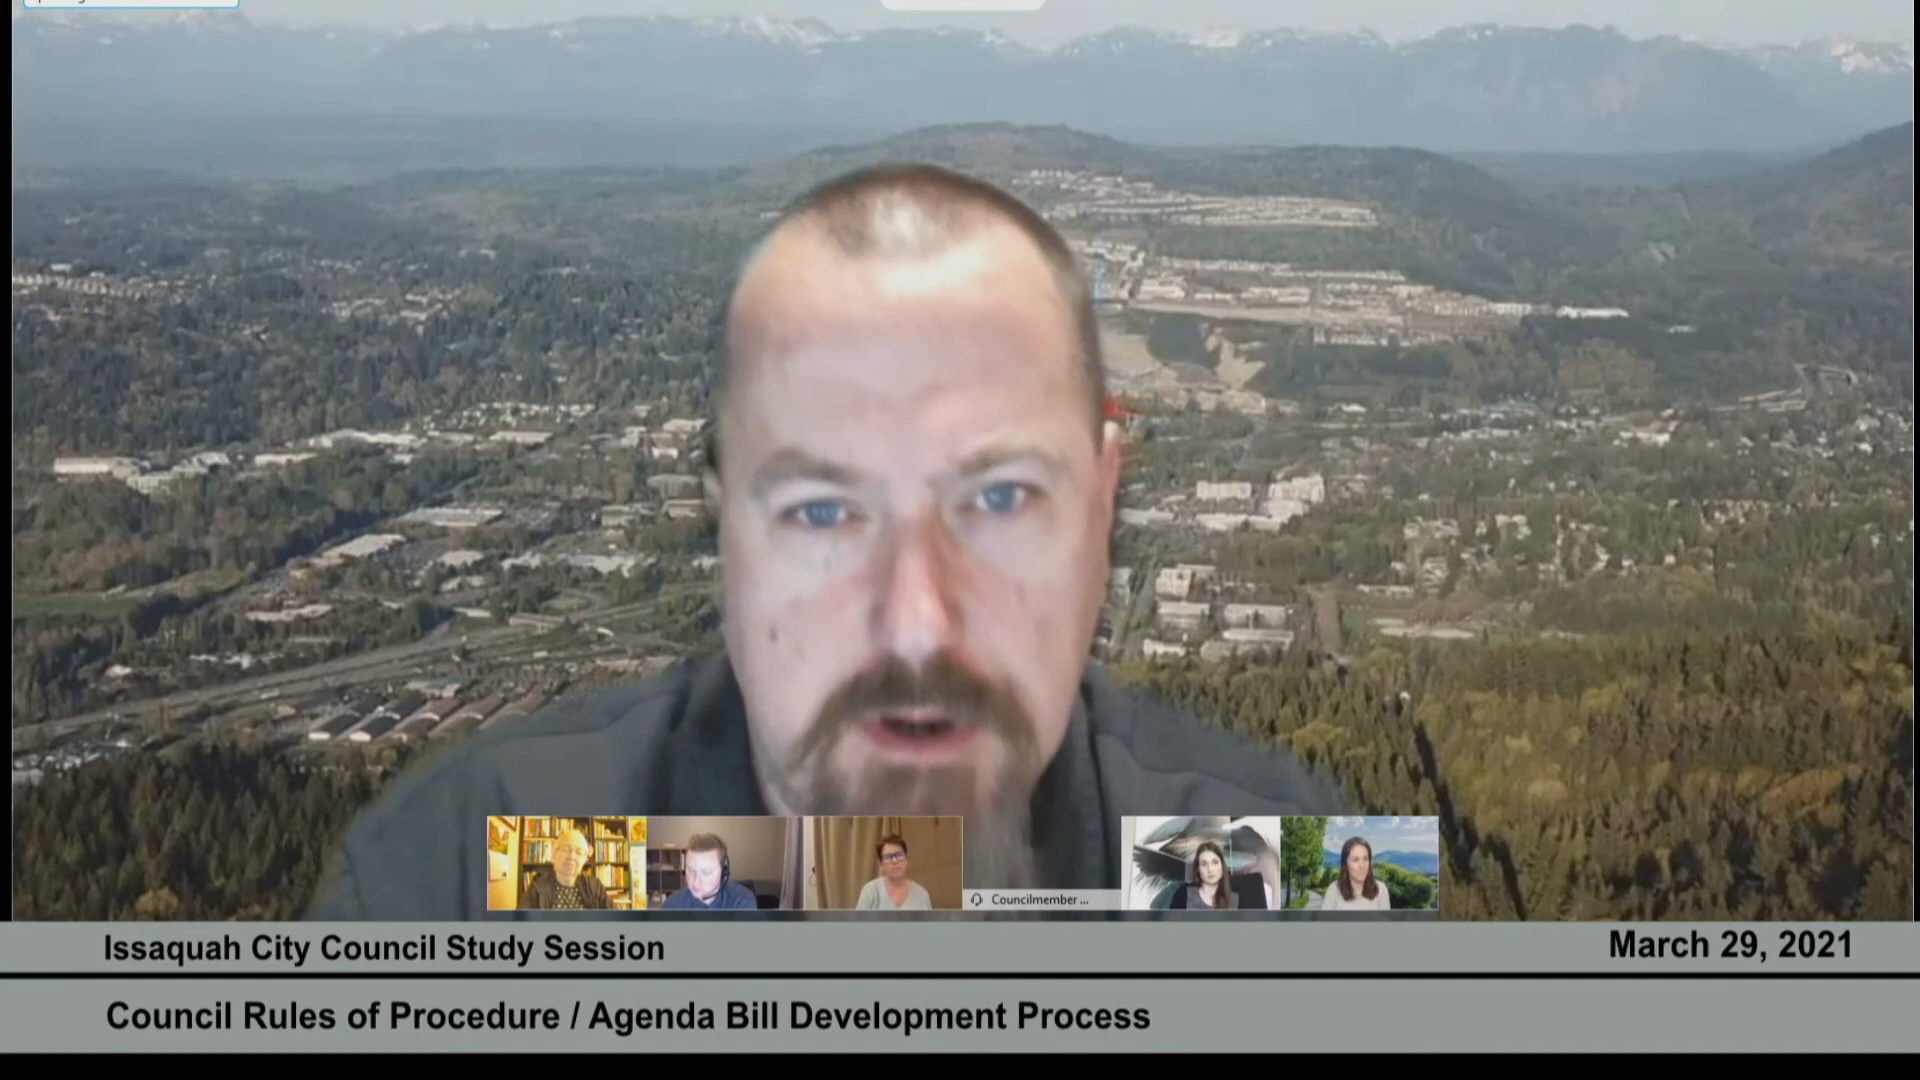 Councilmember ...
Issaquah City Council Study Session
March 29, 2021
Council Rules of Procedure / Agenda Bill Development Process